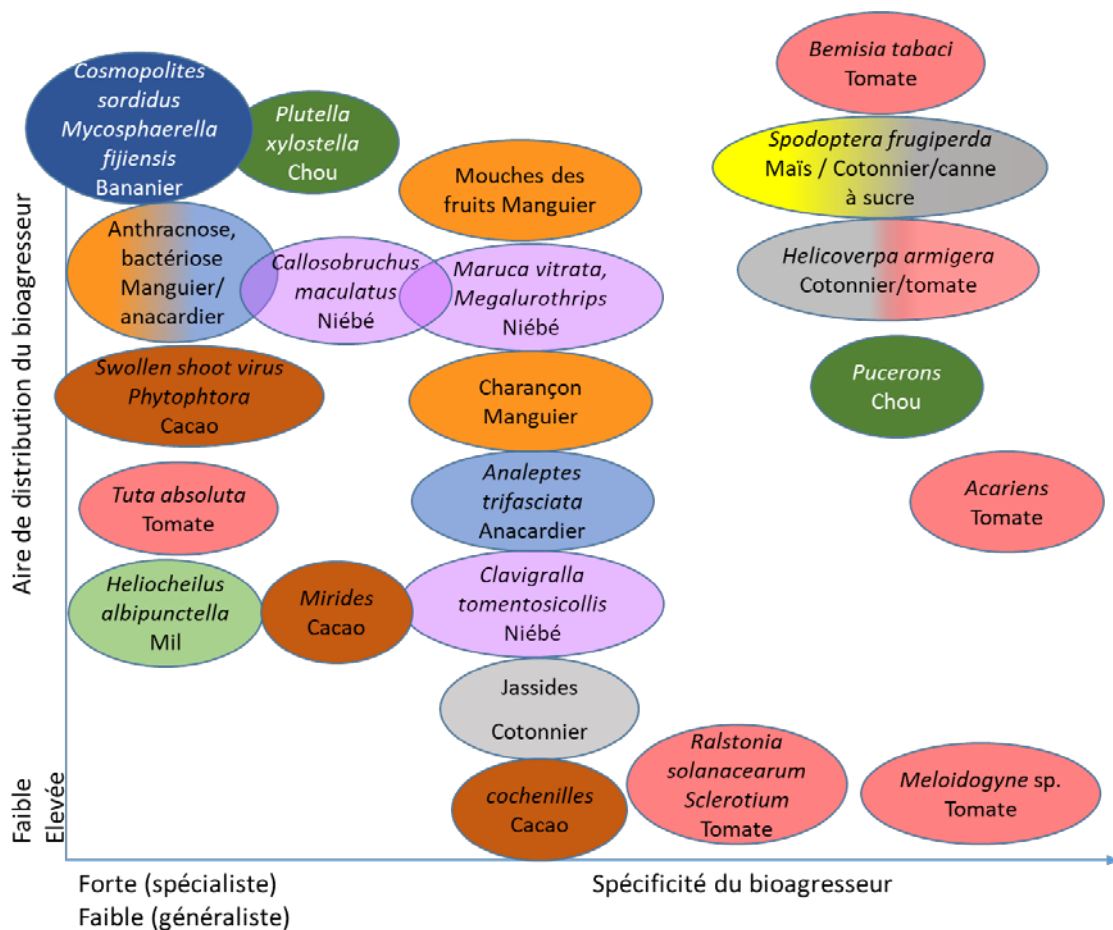 Bemisia tabaci
Tomate
Cosmopolites
sordidus
Mycosphaerella
fijiensis
Bananier
Plutella
xylostella
Chou
Spodoptera frugiperda
Maïs / Cotonnier/canne
à sucre
Mouches des
fruits Manguier
Anthracnose,
bactériose
Manguier/
anacardier
Callosobruchus
maculatus
Niébé
Maruca vitrata,
Megalurothrips
Niébé
Helicoverpa armigera
Cotonnier/tomate
Swollen shoot virus
Phytophtora
Cacao
Charançon
Manguier
Pucerons
Chou
Tuta absoluta
Tomate
Analeptes
trifasciata
Anacardier
Acariens
Tomate
Heliocheilus
albipunctella
Mil
Mirides
Cacao
Clavigralla
tomentosicollis
Niébé
Jassides
Cotonnier
cochenilles
Cacao
Ralstonia
solanacearum
Sclerotium
Tomate
Meloidogyne sp.
Tomate
Aire de distribution du bioagresseur
Faible
Elevée
Forte (spécialiste)
Faible (généraliste)
Spécificité du bioagresseur